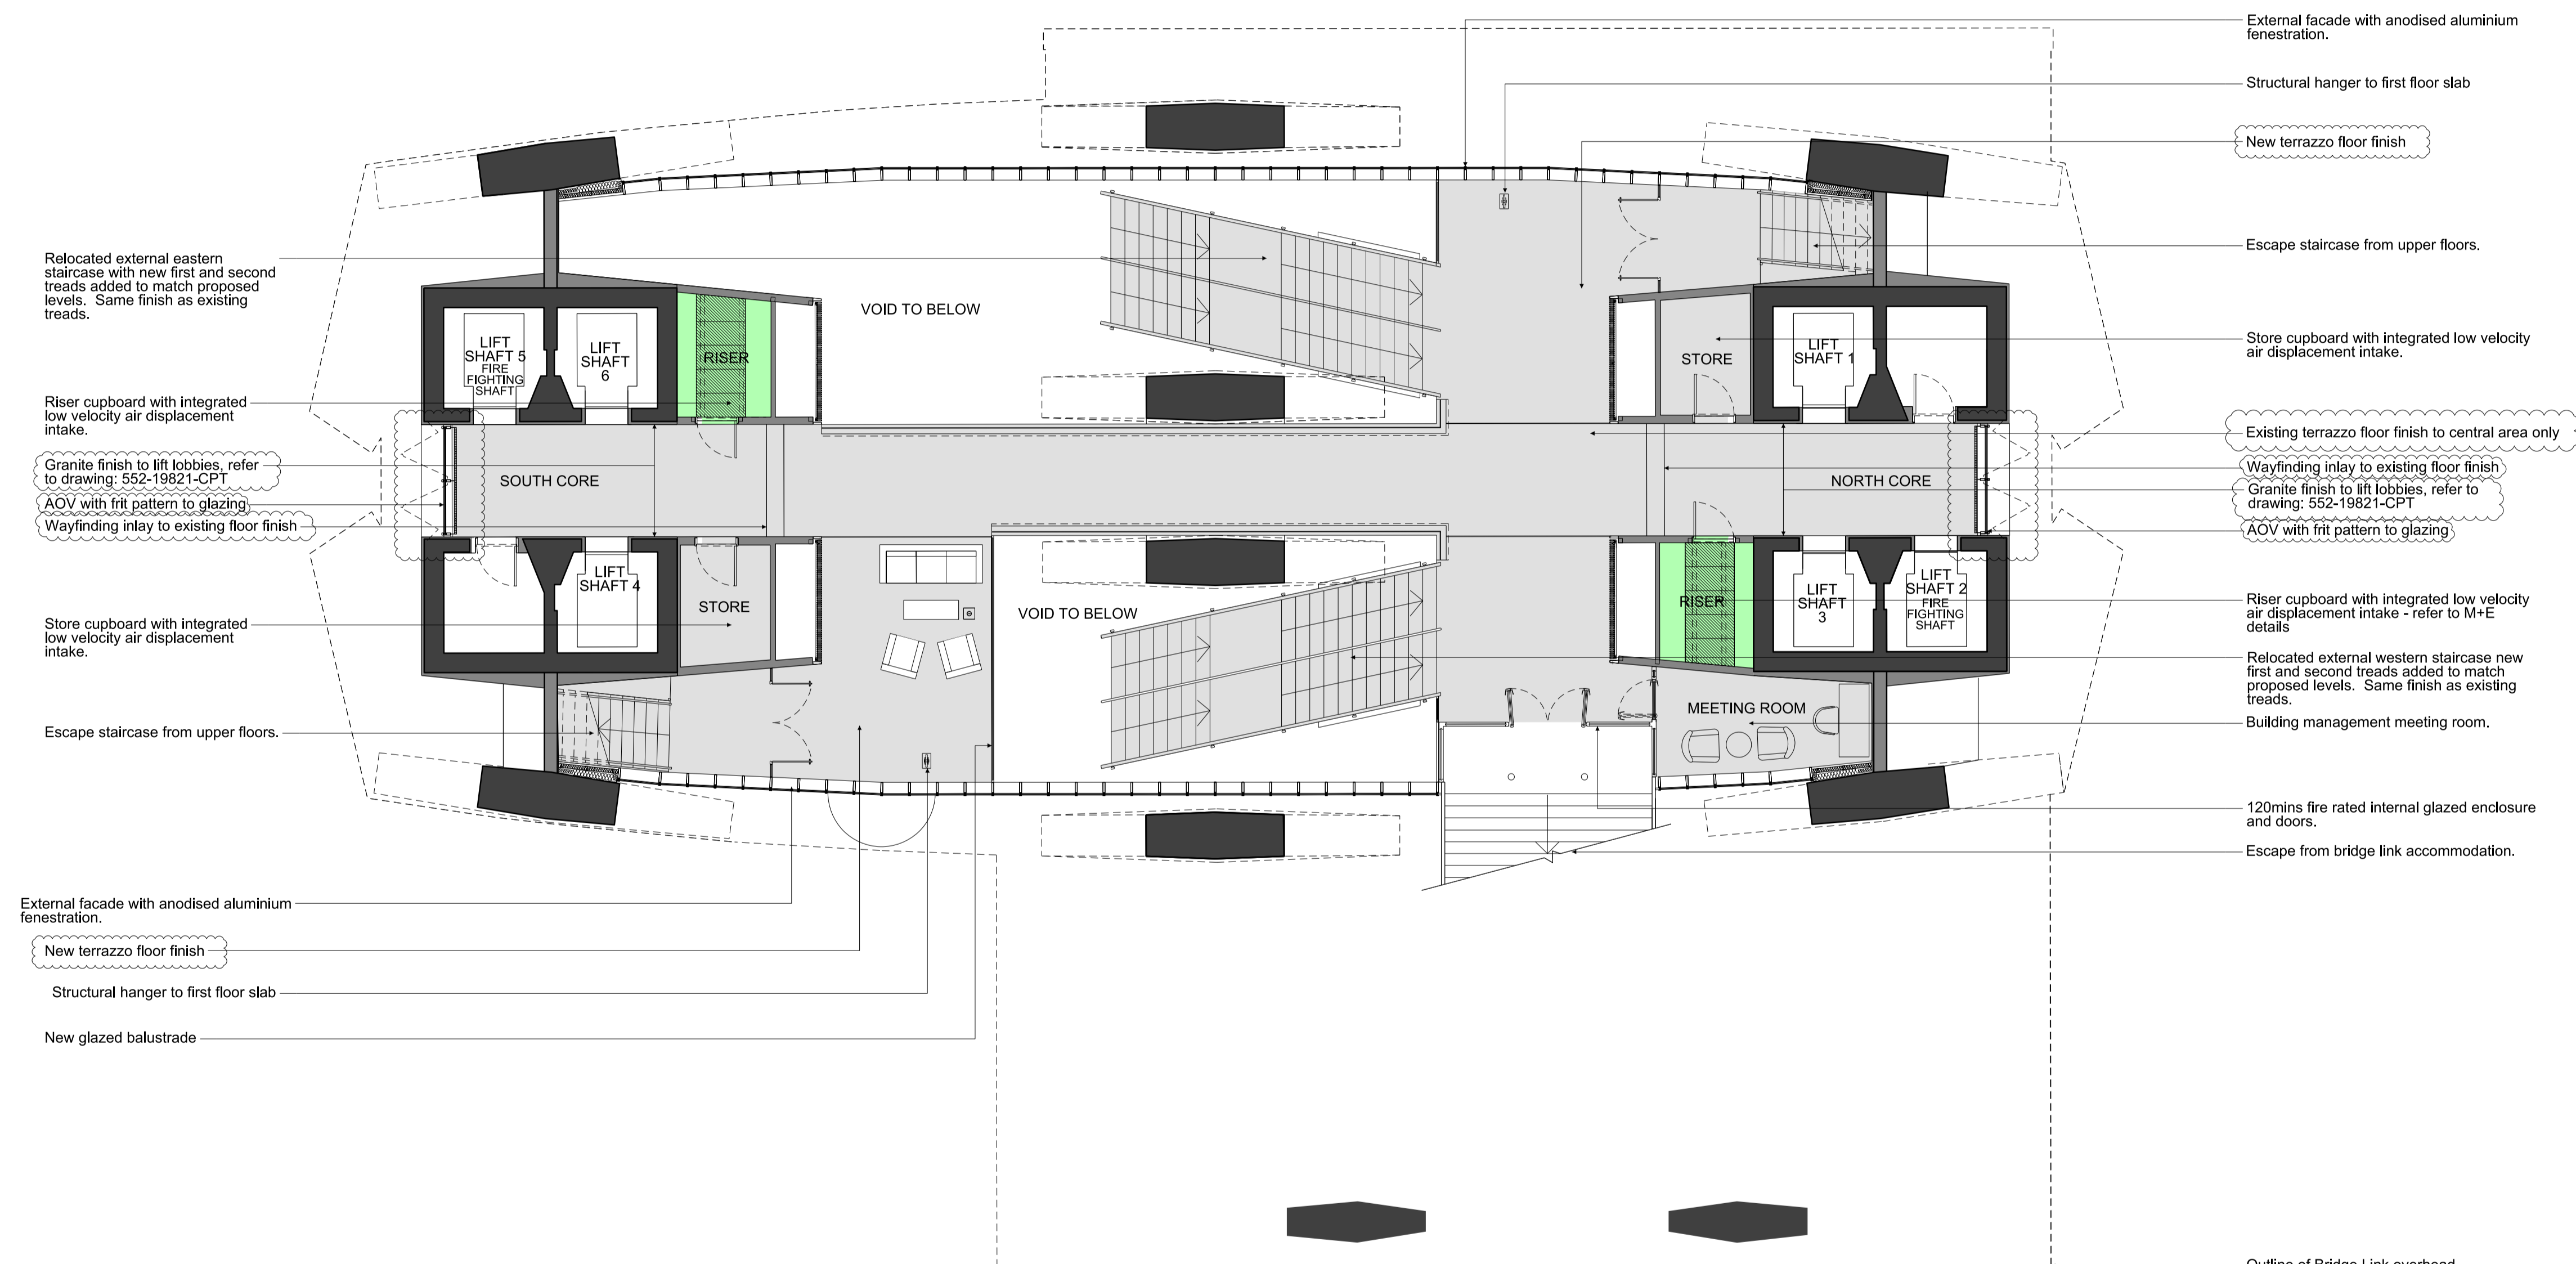 External facade with anodised aluminium
fenestration.
Structural hanger to first floor slab
New terrazzo floor finish
Escape staircase from upper floors.
Store cupboard with integrated low velocity
air displacement intake.
Existing terrazzo floor finish to central area only
Wayfinding inlay to existing floor finish
Granite finish to lift lobbies, refer to
drawing: 552-19821-CPT
AOV with frit pattern to glazing
Riser cupboard with integrated low velocity
air displacement intake - refer to M+E
details
Relocated external western staircase new
first and second treads added to match
proposed levels. Same finish as existing
treads.
Building management meeting room.
120mins fire rated internal glazed enclosure
and doors.
Escape from bridge link accommodation.
Outline of Bridge Link overhead
Relocated external eastern
staircase with new first and second
treads added to match proposed
levels. Same finish as existing
treads.
Riser cupboard with integrated
low velocity air displacement
intake.
Granite finish to lift lobbies, refer
to drawing: 552-19821-CPT
AOV with frit pattern to glazing
Wayfinding inlay to existing floor finish
Store cupboard with integrated
low velocity air displacement
intake.
Escape staircase from upper floors.
External facade with anodised aluminium
fenestration.
New terrazzo floor finish
Structural hanger to first floor slab
New glazed balustrade
LIFT
SHAFT 5
FIRE
FIGHTING
SHAFT
LIFT
SHAFT
6
RISER
VOID TO BELOW
STORE
LIFT
SHAFT 1
SOUTH CORE
NORTH CORE
LIFT
SHAFT 4
STORE
VOID TO BELOW
RISER
LIFT
SHAFT
3
LIFT
SHAFT 2
FIRE
FIGHTING
SHAFT
MEETING ROOM